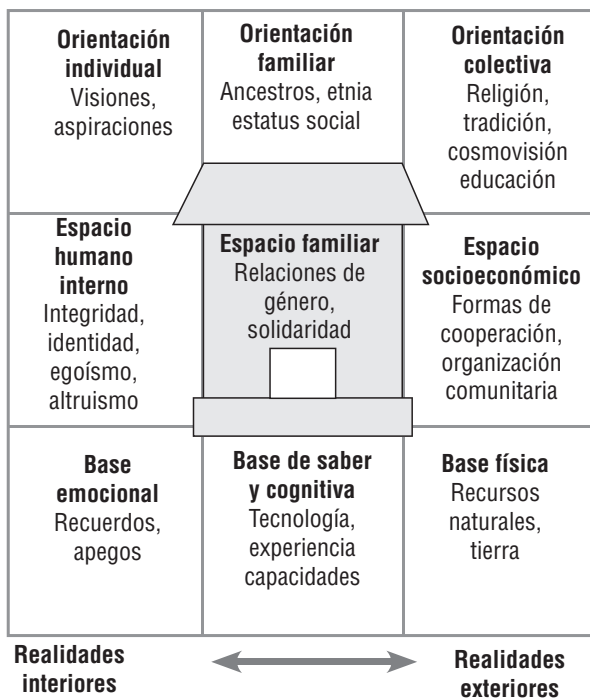 Orientación
individual
Visiones,
aspiraciones
Orientación
familiar
Ancestros, etnia
estatus social
Orientación
colectiva
Religión,
tradición,
cosmovisión
educación
Espacio
humano
interno
Integridad,
identidad,
egoísmo,
altruismo
Espacio familiar
Relaciones de
género,
solidaridad
Espacio
socioeconómico
Formas de
cooperación,
organización
comunitaria
Base
emocional
Recuerdos,
apegos
Base de saber
y cognitiva
Tecnología,
experiencia
capacidades
Base física
Recursos
naturales,
tierra
Realidades
interiores
Realidades
exteriores